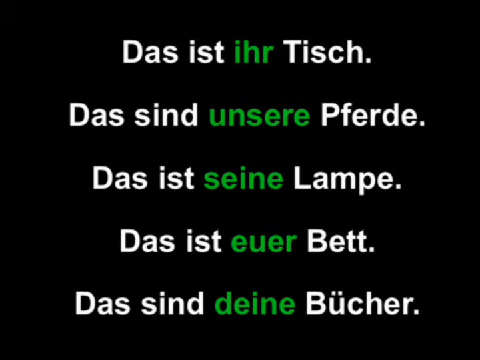 Das ist ihr Tisch.
Das sind unsere Pferde.
Das ist seine Lampe.
Das ist euer Bett.
Das sind deine Bücher.